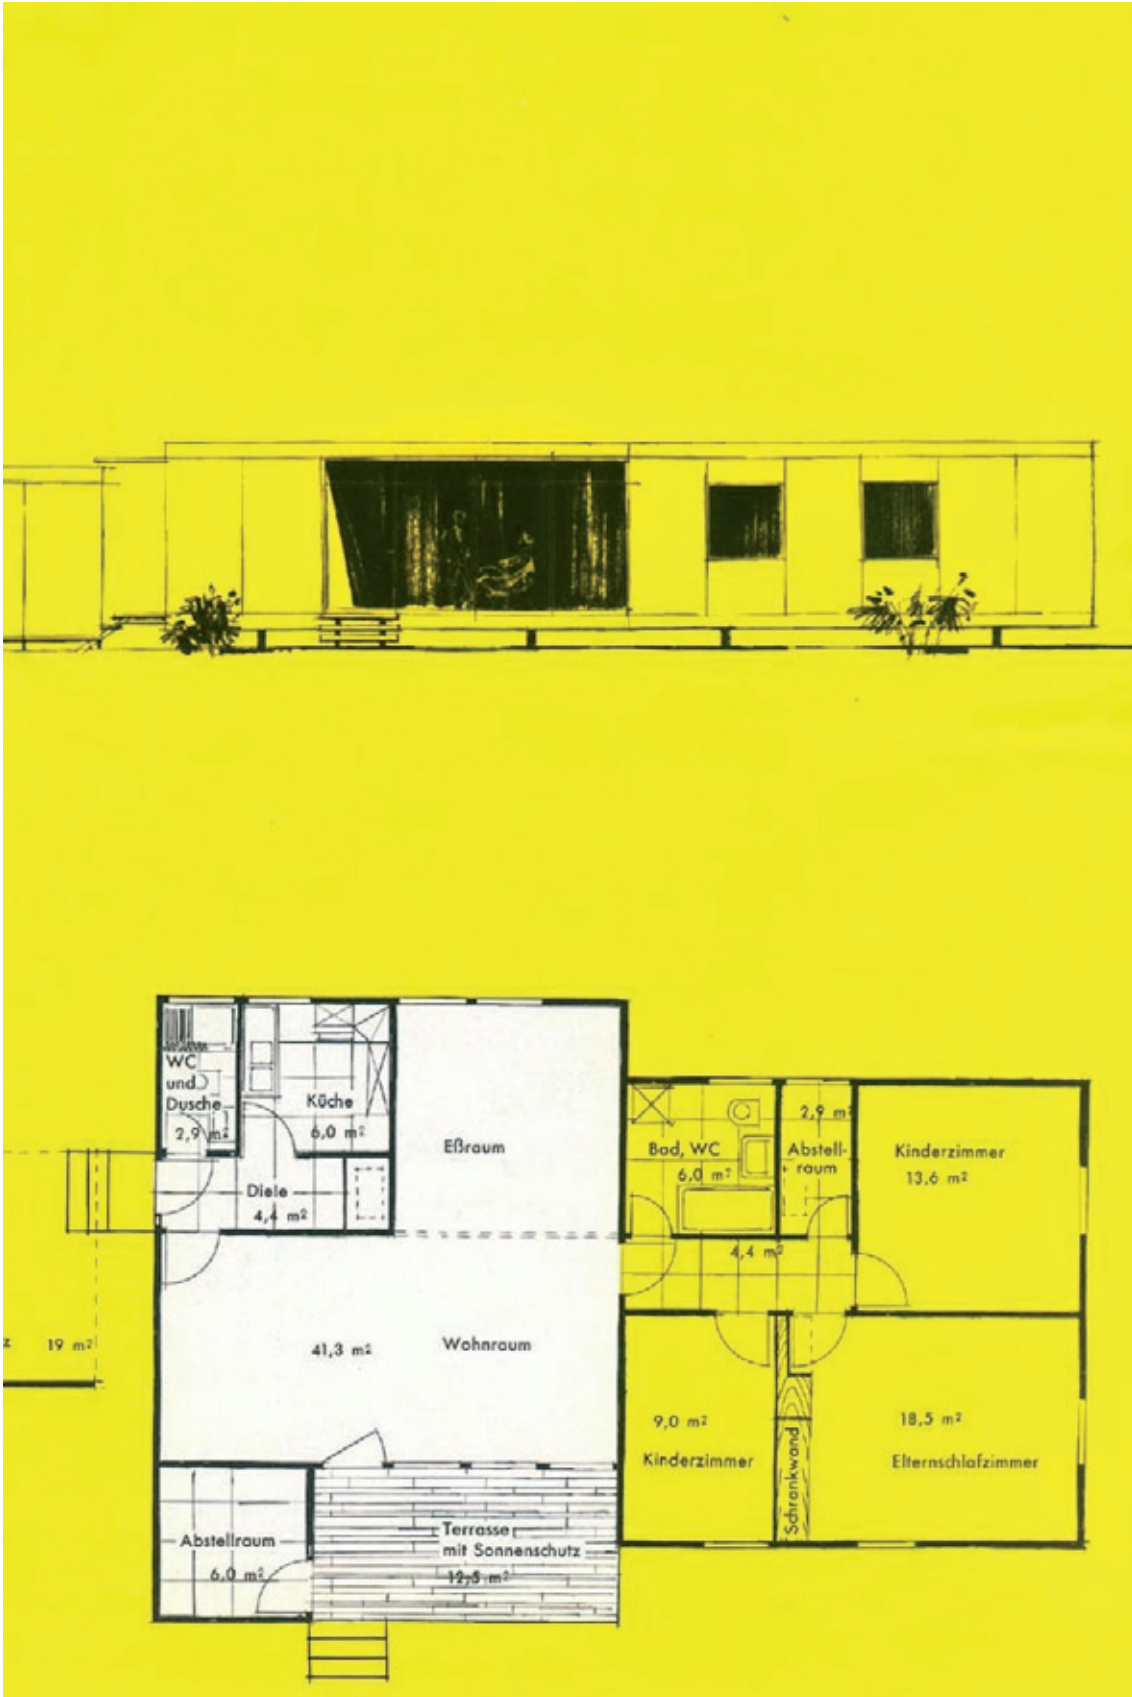 WC
und
Dusche
2,9 m²
Küche
6,0 m²
Eßraum
Diele
4,4 m²
Bad, WC
6,0 m²
2,9 m²
Abstell-
raum
Kinderzimmer
13,6 m²
4,4 m²
z 19 m²
41,3 m²
Wohnraum
9,0 m²
Kinderzimmer
Schrankwand
18,5 m²
Elternschlafzimmer
Abstellraum
6,0 m²
Terrasse
mit Sonnenschutz
12,5 m²